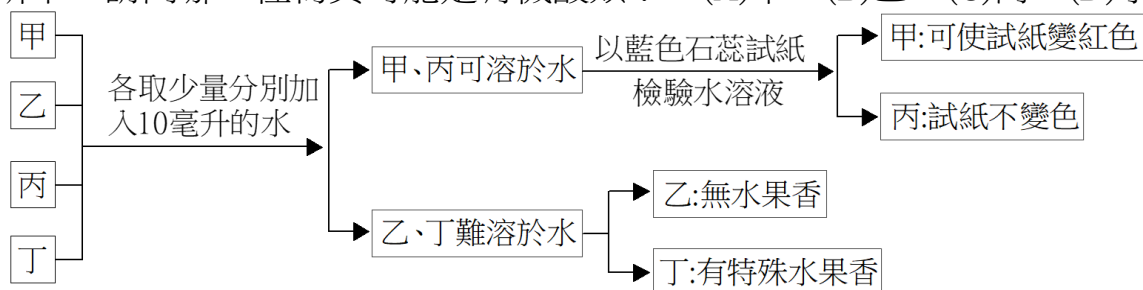 甲
乙
丙
丁
各取少量分別加
入10毫升的水
甲、丙可溶於水
乙、丁難溶於水
以藍色石蕊試紙
檢驗水溶液
甲:可使試紙變紅色
丙:試紙不變色
乙:無水果香
丁:有特殊水果香